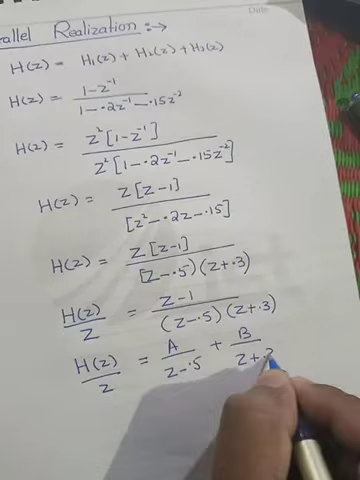 allel Realization :→
H(z) = H₁(z) + H₂(z) + H₃(z)
H(z) = (1 - z⁻¹) / (1 - .2z⁻¹ - .15z⁻²)
H(z) = z²[1 - z⁻¹] / z²[1 - .2z⁻¹ - .15z⁻²]
H(z) = z[z - 1] / [z² - .2z - .15]
H(z) = z[z-1] / [z - .5)(z + .3)
H(z)/z = z - 1 / (z - .5)(z + .3)
H(z)/z = A/z - .5 + B/z + .3
Date